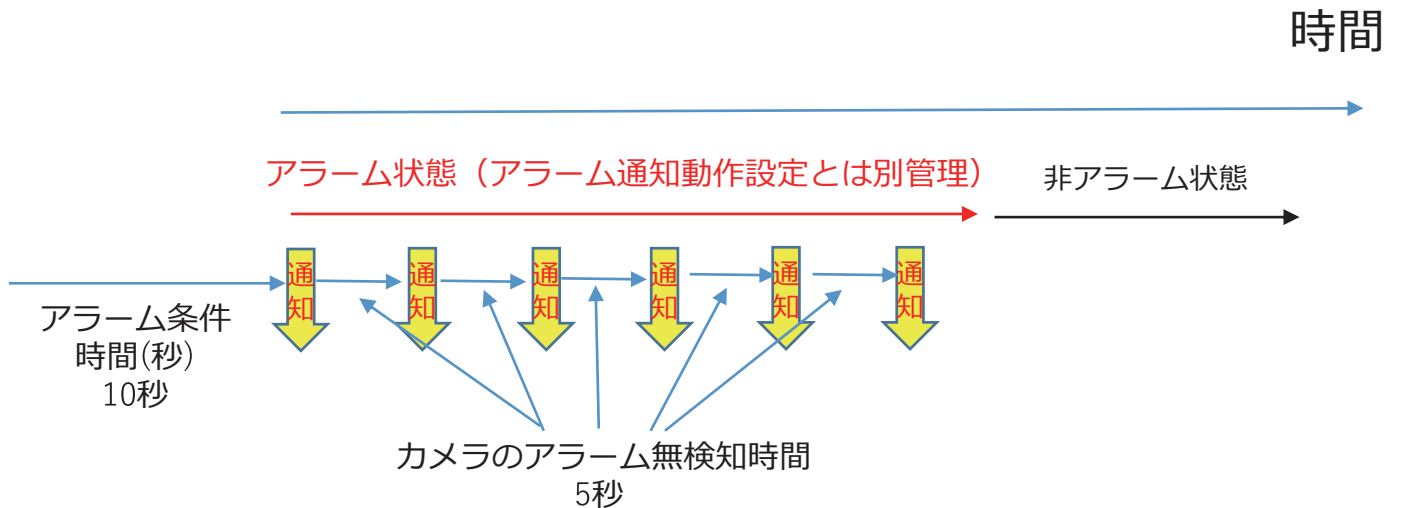 時間
アラーム状態（アラーム通知動作設定とは別管理）
非アラーム状態
通知
通知
通知
通知
通知
通知
アラーム条件
時間(秒)
10秒
カメラのアラーム無検知時間
5秒